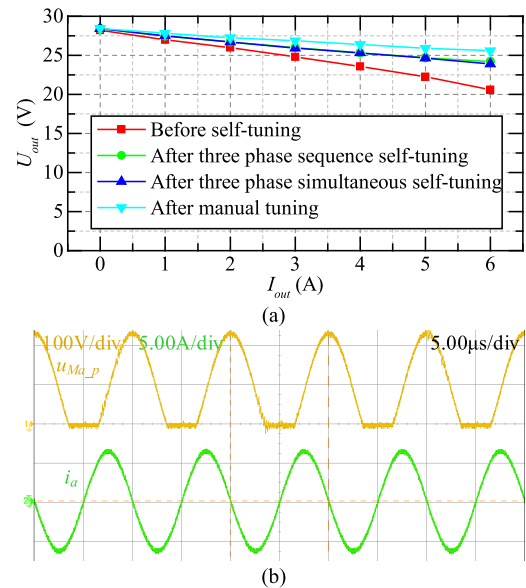 30
25
20
15
10
5
0
U_out (V)
Before self-tuning
After three phase sequence self-tuning
After three phase simultaneous self-tuning
After manual tuning
0 1 2 3 4 5 6
I_out (A)
(a)
100V/div 5.00A/div 5.00µs/div
u_Ma_p
i_a
(b)